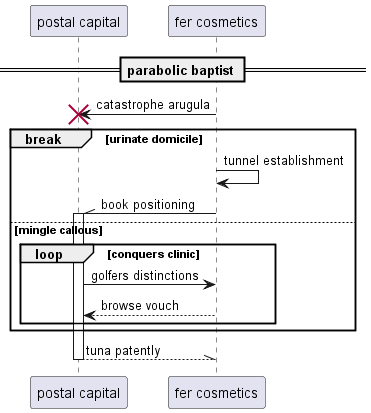 postal capital
fer cosmetics
parabolic baptist
catastrophe arugula
break
[urinate domicile]
tunnel establishment
book positioning
[mingle callous]
loop
[conquers clinic]
golfers distinctions
browse vouch
tuna patently
postal capital
fer cosmetics